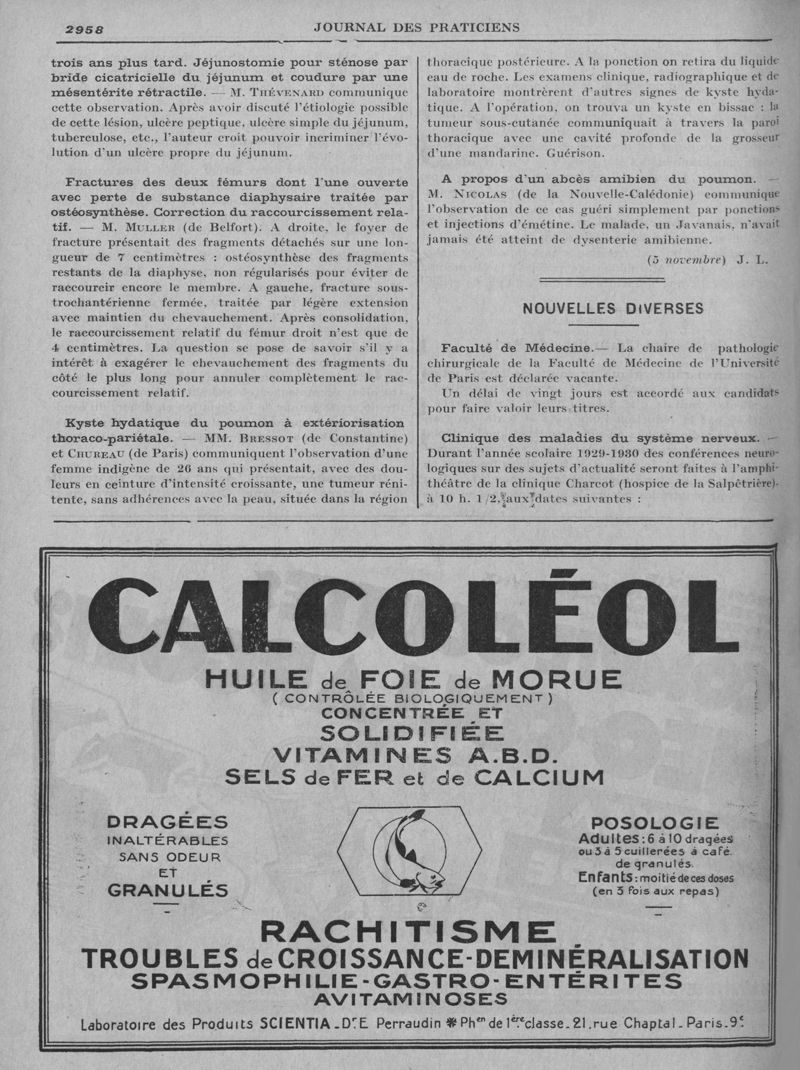 2958
JOURNAL DES PRATICIENS
trois ans plus tard. Jéjunostomie pour sténose par
bride cicatricielle du jéjunum et coudure par une
mésentérite rétractile. — M. THÉVENARD communique
cette observation. Après avoir discuté l'étiologie possible
de cette lésion, ulcère peptique, ulcère simple du jéjunum,
tuberculose, etc., l'auteur croit pouvoir incriminer l'évo-
lution d'un ulcère propre du jéjunum.
Fractures des deux fémurs dont l'une ouverte
avec perte de substance diaphysaire traitée par
ostéosynthèse. Correction du raccourcissement rela-
tif. — M. MULLER (de Belfort). A droite, le foyer de
fracture présentait des fragments détachés sur une lon-
gueur de 7 centimètres : ostéosynthèse des fragments
restants de la diaphyse, non régularisés pour éviter de
raccourcir encore le membre. A gauche, fracture sous-
trochantérienne fermée, traitée par légère extension
avec maintien du chevauchement. Après consolidation,
le raccourcissement relatif du fémur droit n'est que de
4 centimètres. La question se pose de savoir s'il y a
intérêt à exagérer le chevauchement des fragments du
côté le plus long pour annuler complètement le rac-
courcissement relatif.
Kyste hydatique du poumon à extériorisation
thoraco-pariétale. — MM. BRESSOT (de Constantine)
et CHUREAU (de Paris) communiquent l'observation d'une
femme indigène de 26 ans qui présentait, avec des dou-
leurs en ceinture d'intensité croissante, une tumeur réni-
tente, sans adhérences avec la peau, située dans la région
thoracique postérieure. A la ponction on retira du liquide
eau de roche. Les examens clinique, radiographique et de
laboratoire montrèrent d'autres signes de kyste hyda-
tique. A l'opération, on trouva un kyste en bissac : la
tumeur sous-cutanée communiquait à travers la paroi
thoracique avec une cavité profonde de la grosseur
d'une mandarine. Guérison.
A propos d'un abcès amibien du poumon. —
M. NICOLAS (de la Nouvelle-Calédonie) communique
l'observation de ce cas guéri simplement par ponctions
et injections d'émétine. Le malade, un Javanais, n'avait
jamais été atteint de dysenterie amibienne.
(5 novembre) J. L.
NOUVELLES DIVERSES
Faculté de Médecine.— La chaire de pathologie
chirurgicale de la Faculté de Médecine de l'Université
de Paris est déclarée vacante.
Un délai de vingt jours est accordé aux candidats
pour faire valoir leurs titres.
Clinique des maladies du système nerveux. —
Durant l'année scolaire 1929-1930 des conférences neuro-
logiques sur des sujets d'actualité seront faites à l'amphi-
théâtre de la clinique Charcot (hospice de la Salpêtrière).
à 10 h. 1/2, aux dates suivantes :
CALCOLÉOL
HUILE de FOIE de MORUE
(CONTRÔLÉE BIOLOGIQUEMENT)
CONCENTRÉE ET
SOLIDIFIÉE
VITAMINES A.B.D.
SELS de FER et de CALCIUM
DRAGÉES
INALTÉRABLES
SANS ODEUR
ET
GRANULÉS
POSOLOGIE
Adultes : 6 à 10 dragées
ou 3 à 5 cuillerées à café
de granulés.
Enfants : moitié de ces doses
(en 3 fois aux repas)
RACHITISME
TROUBLES de CROISSANCE-DEMINÉRALISATION
SPASMOPHILIE-GASTRO-ENTÉRITES
AVITAMINOSES
Laboratoire des Produits SCIENTIA_Dr E. Perraudin * Phen de 1ère classe_21, rue Chaptal_Paris_9e